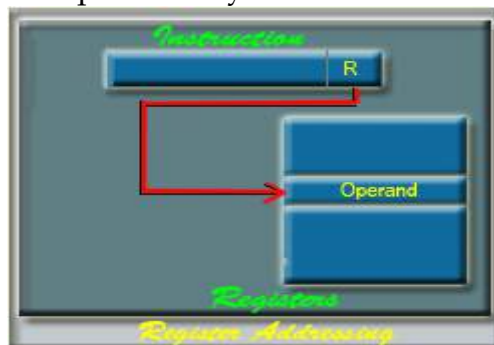 Instruction
R
Operand
Registers
Register Addressing